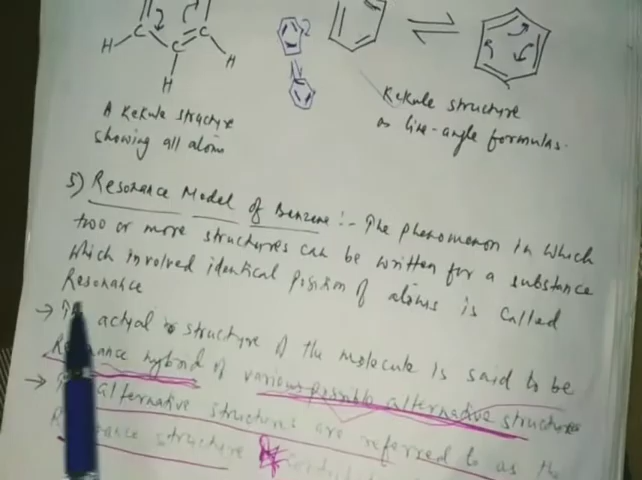 H C C C H
H
A Kekule structure
showing all atoms
Kekule structure
as line-angle formulas.
5) Resonance Model of Benzene :- The phenomenon in which
two or more structures can be written for a substance
which involved identical position of atoms is called
Resonance
→ actual structure of the molecule is said to be
hybrid of various possible alternative structures
→ alternative structures are referred to as the
structure